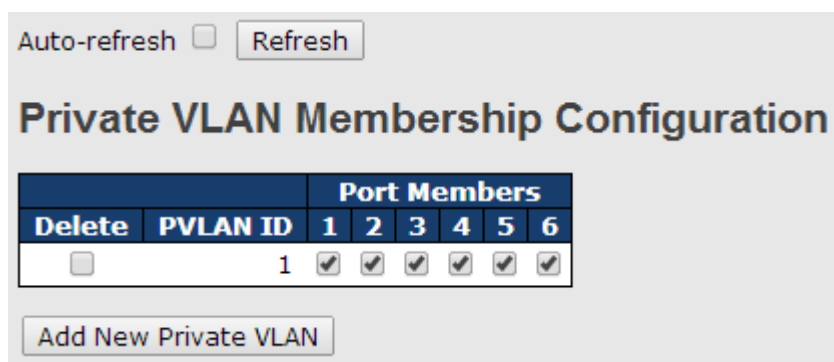 Auto-refresh Refresh
Private VLAN Membership Configuration
Port Members
Delete PVLAN ID 1 2 3 4 5 6
1
Add New Private VLAN